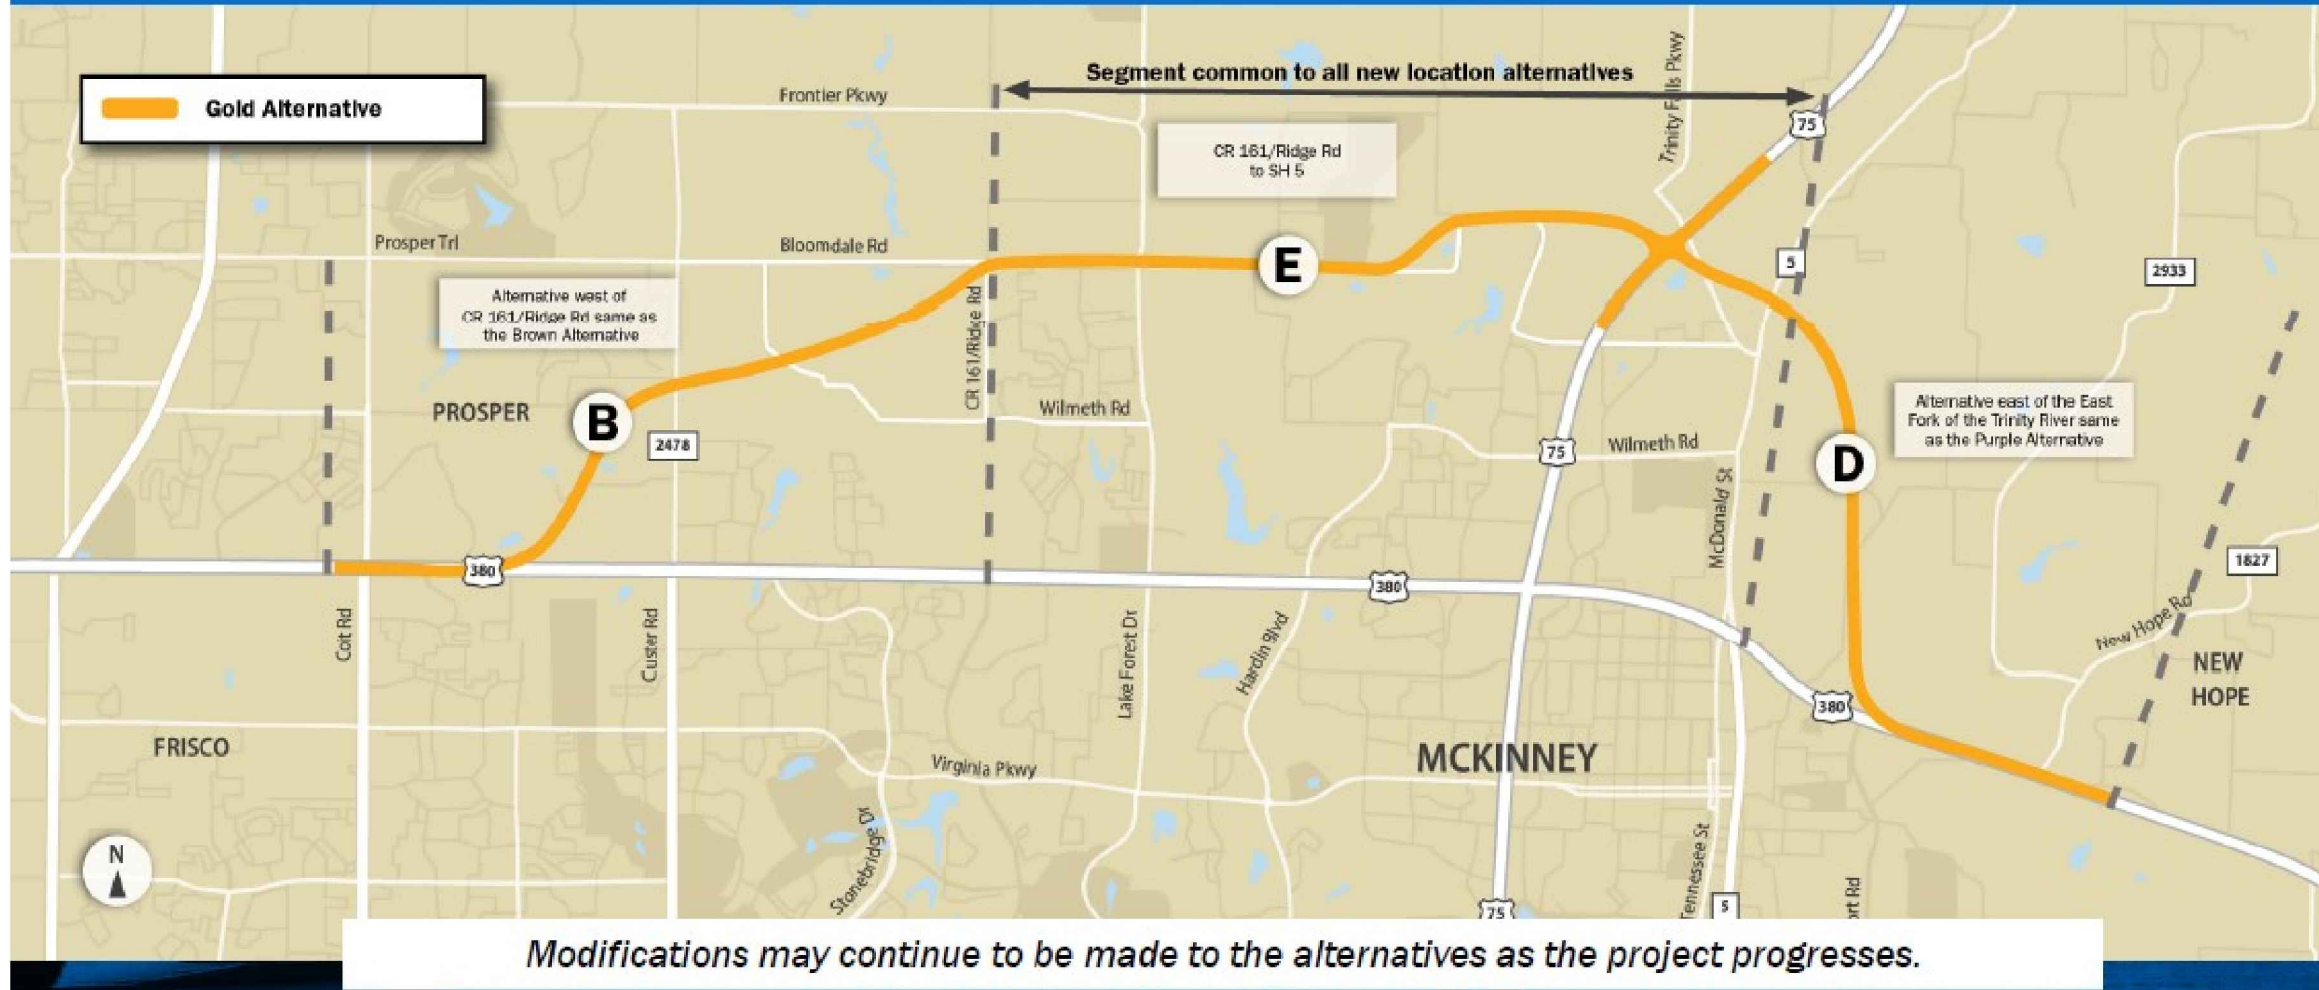 Segment common to all new location alternatives
Gold Alternative
Frontier Pkwy
Trinity Falls Pkwy
75
CR 161/Ridge Rd
to SH 5
Prosper Trl
Bloomdale Rd
E
5
2933
Alternative west of
CR 161/Ridge Rd same as
the Brown Alternative
CR 161/Ridge Rd
PROSPER
B
2478
Wilmeth Rd
75
Wilmeth Rd
D
Alternative east of the East
Fork of the Trinity River same
as the Purple Alternative
McDonald St
380
380
1827
New Hope Rd
Coit Rd
Custer Rd
Lake Forest Dr
Hardin Blvd
NEW
HOPE
380
FRISCO
Virginia Pkwy
MCKINNEY
N
Stonebridge Dr
Tennessee St
75
5
ort Rd
Modifications may continue to be made to the alternatives as the project progresses.